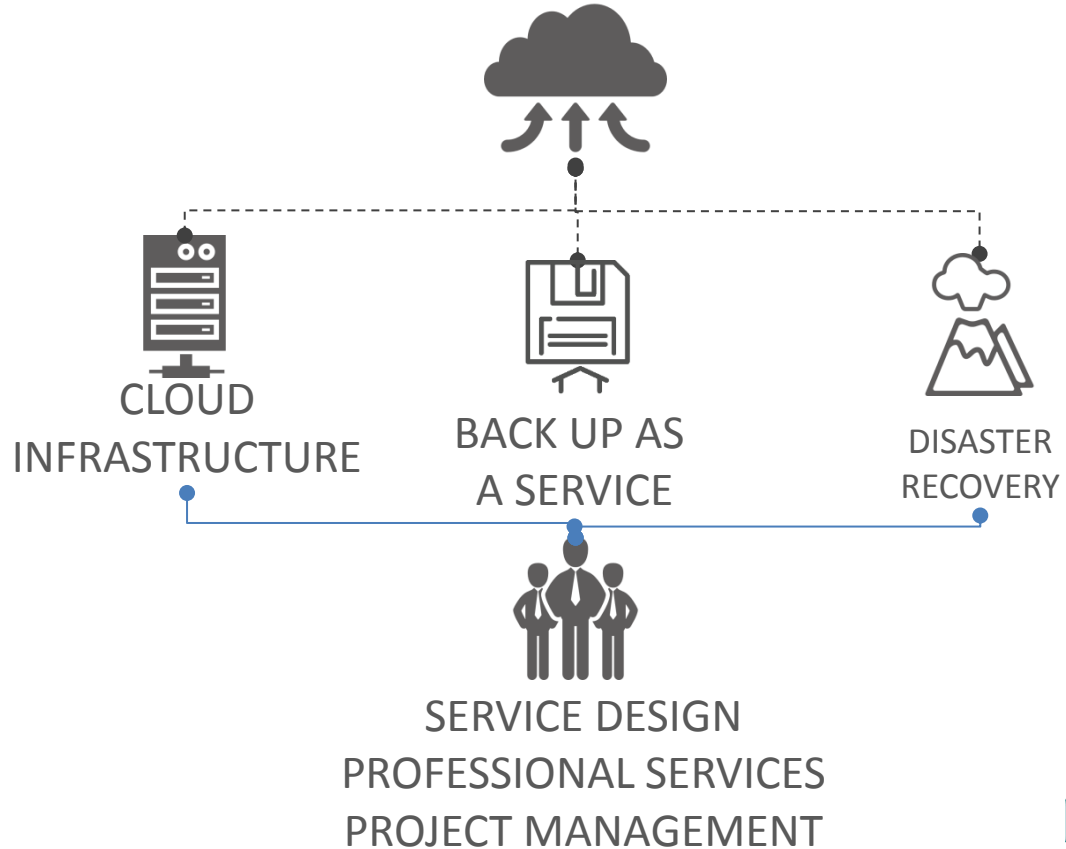 CLOUD
INFRASTRUCTURE
BACK UP AS
A SERVICE
DISASTER
RECOVERY
SERVICE DESIGN
PROFESSIONAL SERVICES
PROJECT MANAGEMENT